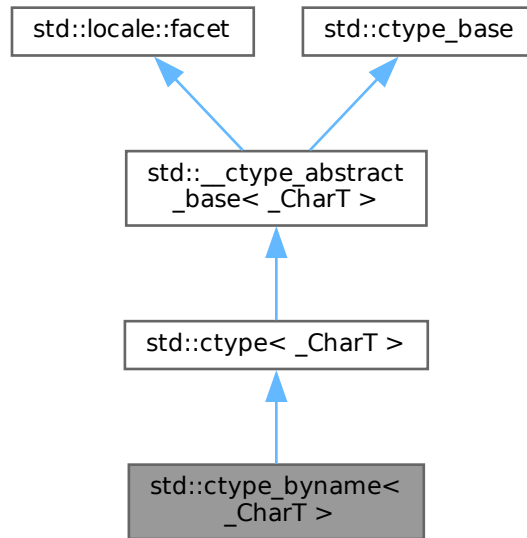 std::locale::facet
std::ctype_base
std::__ctype_abstract
_base< _CharT >
std::ctype< _CharT >
std::ctype_byname<
_CharT >